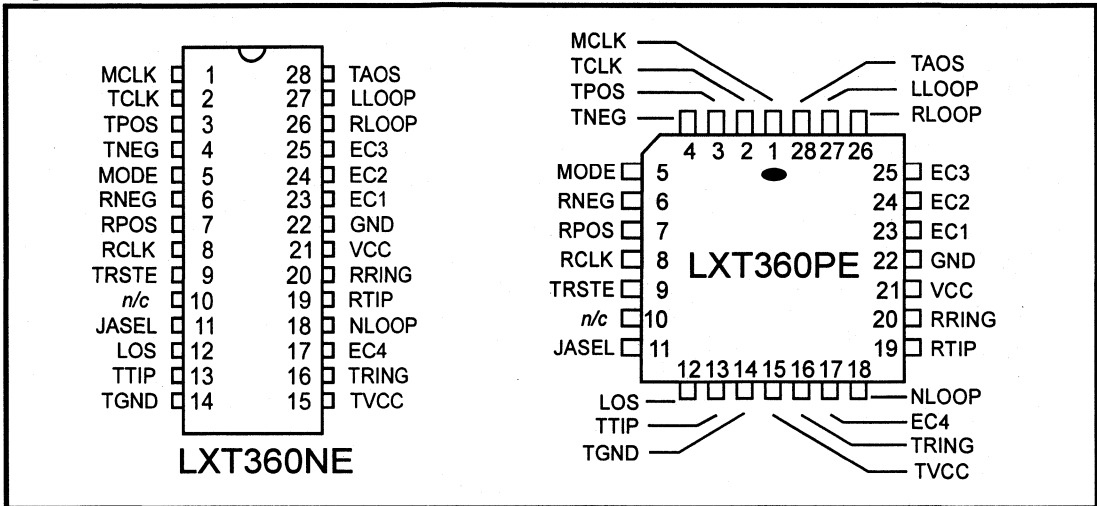 MCLK 1 28 TAOS
TCLK 2 27 LLOOP
TPOS 3 26 RLOOP
TNEG 4 25 EC3
MODE 5 24 EC2
RNEG 6 23 EC1
RPOS 7 22 GND
RCLK 8 21 VCC
TRSTE 9 20 RRING
n/c 10 19 RTIP
JASEL 11 18 NLOOP
LOS 12 17 EC4
TTIP 13 16 TRING
TGND 14 15 TVCC
LXT360NE
MCLK
TCLK TAOS
TPOS LLOOP
TNEG RLOOP
4 3 2 1 28 27 26
MODE 5 25 EC3
RNEG 6 24 EC2
RPOS 7 23 EC1
RCLK 8 LXT360PE 22 GND
TRSTE 9 21 VCC
n/c 10 20 RRING
JASEL 11 19 RTIP
12 13 14 15 16 17 18
LOS NLOOP
TTIP EC4
TGND TRING
TVCC